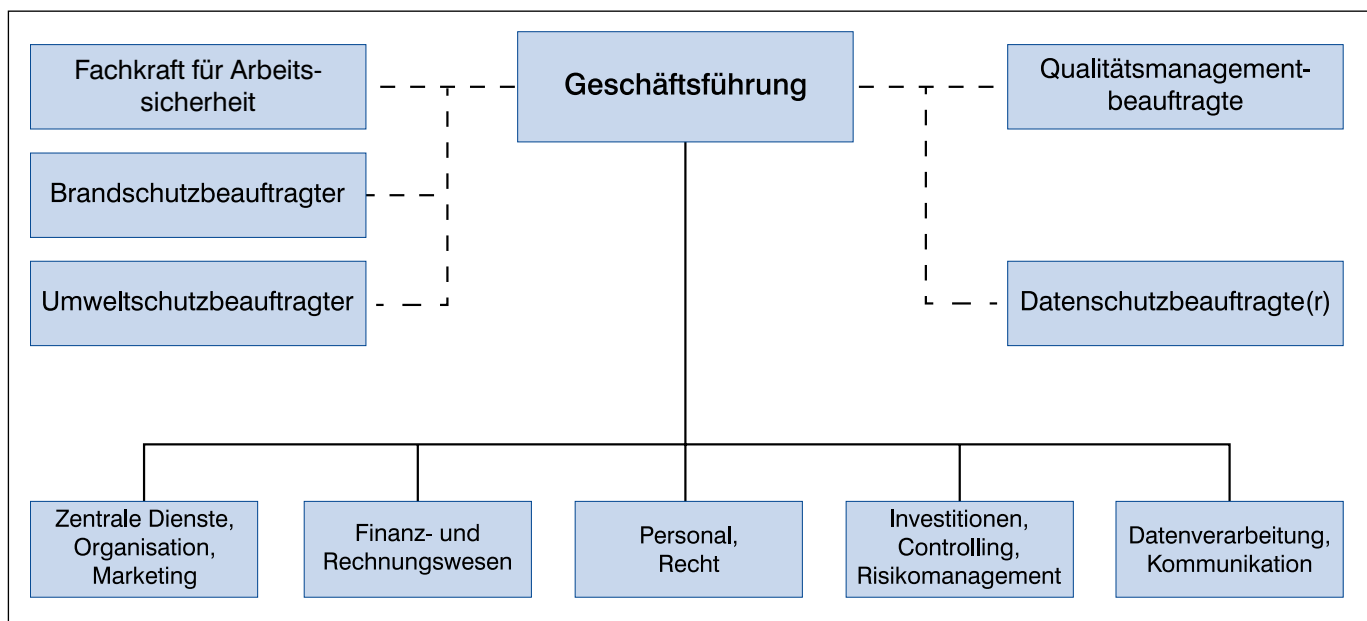 Fachkraft für Arbeits-
sicherheit
Geschäftsführung
Qualitätsmanagement-
beauftragte
Brandschutzbeauftragter
Umweltschutzbeauftragter
Datenschutzbeauftragte(r)
Zentrale Dienste,
Organisation,
Marketing
Finanz- und
Rechnungswesen
Personal,
Recht
Investitionen,
Controlling,
Risikomanagement
Datenverarbeitung,
Kommunikation